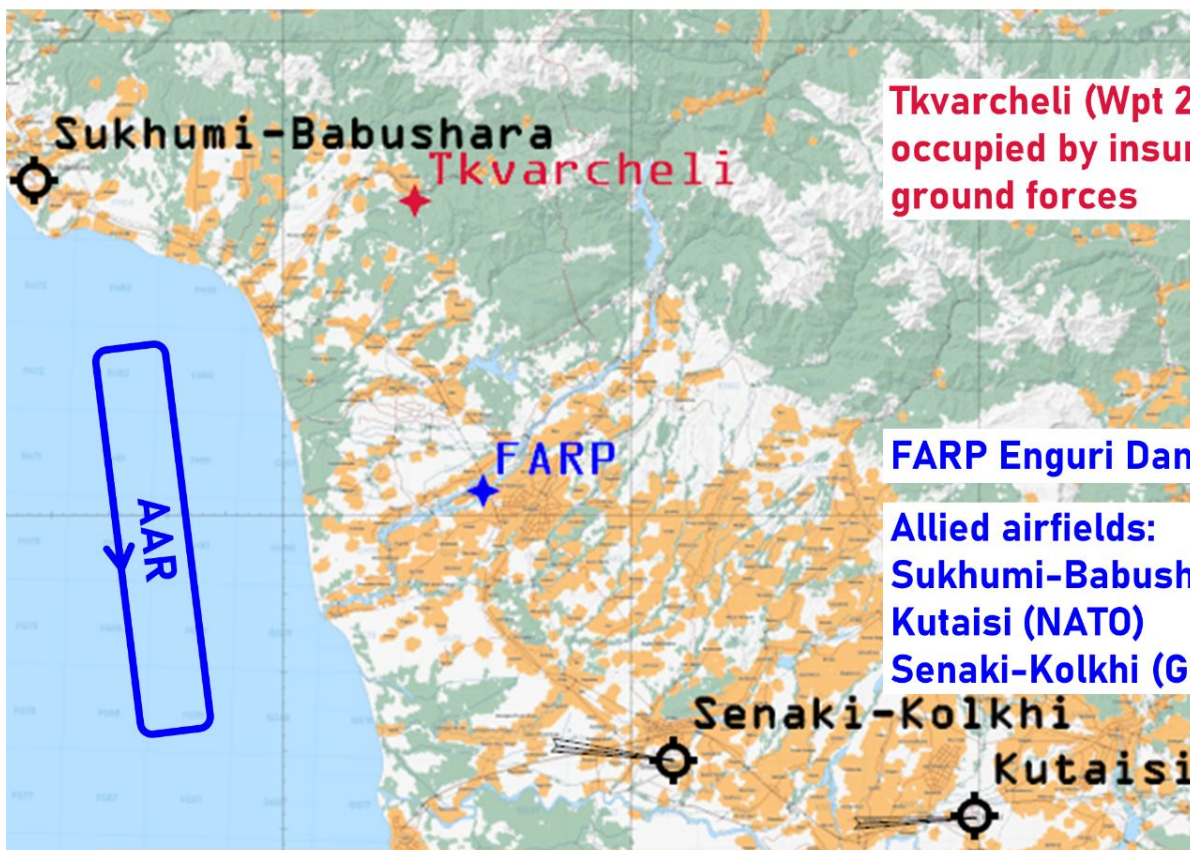 Sukhumi-Babushara
Tkvarcheli
Tkvarcheli (Wpt 2
occupied by insur
ground forces
AAR
FARP
FARP Enguri Dam
Allied airfields:
Sukhumi-Babush
Kutaisi (NATO)
Senaki-Kolkhi (G
Senaki-Kolkhi
Kutaisi